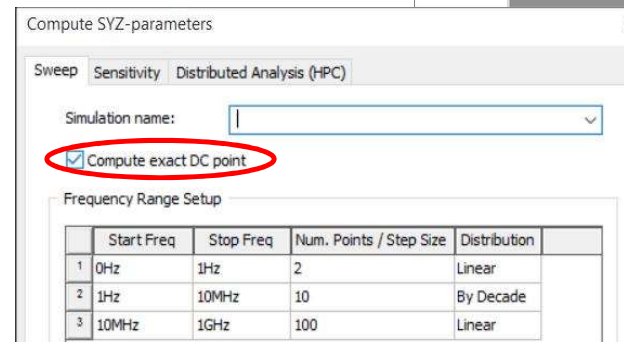 Compute SYZ-parameters
Sweep Sensitivity Distributed Analysis (HPC)
Simulation name:
Compute exact DC point
Frequency Range Setup
Start Freq Stop Freq Num. Points / Step Size Distribution
1 0Hz 1Hz 2 Linear
2 1Hz 10MHz 10 By Decade
3 10MHz 1GHz 100 Linear